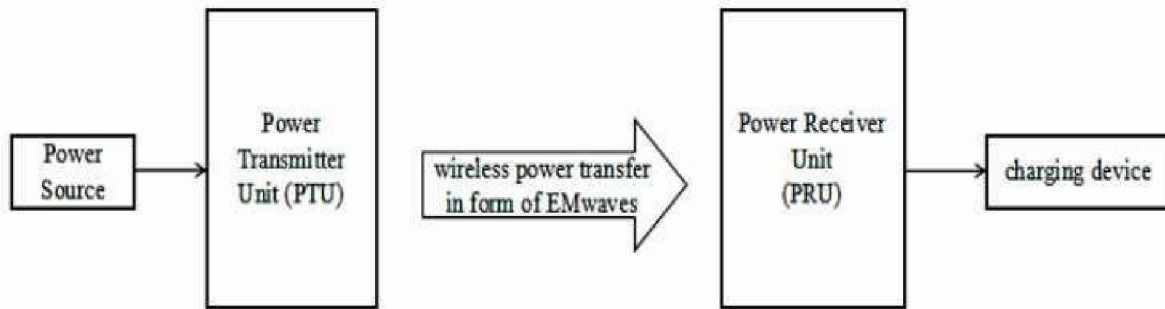 Power
Source
Power
Transmitter
Unit (PTU)
wireless power transfer
in form of EMwaves
Power Receiver
Unit
(PRU)
charging device